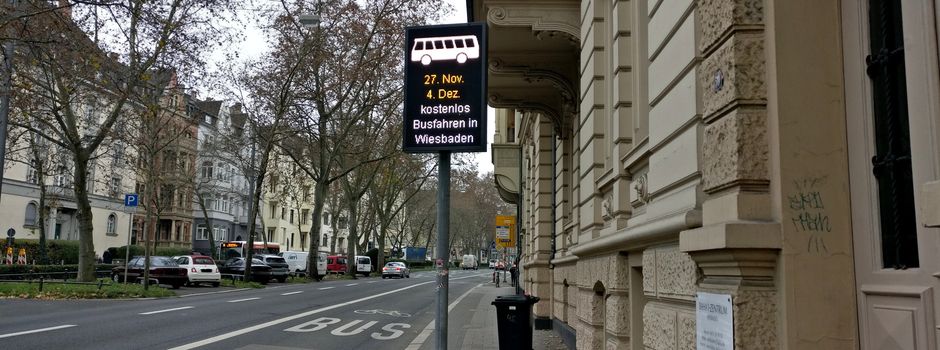 27. Nov.
4. Dez.
kostenlos
Busfahren in
Wiesbaden
P
BUS